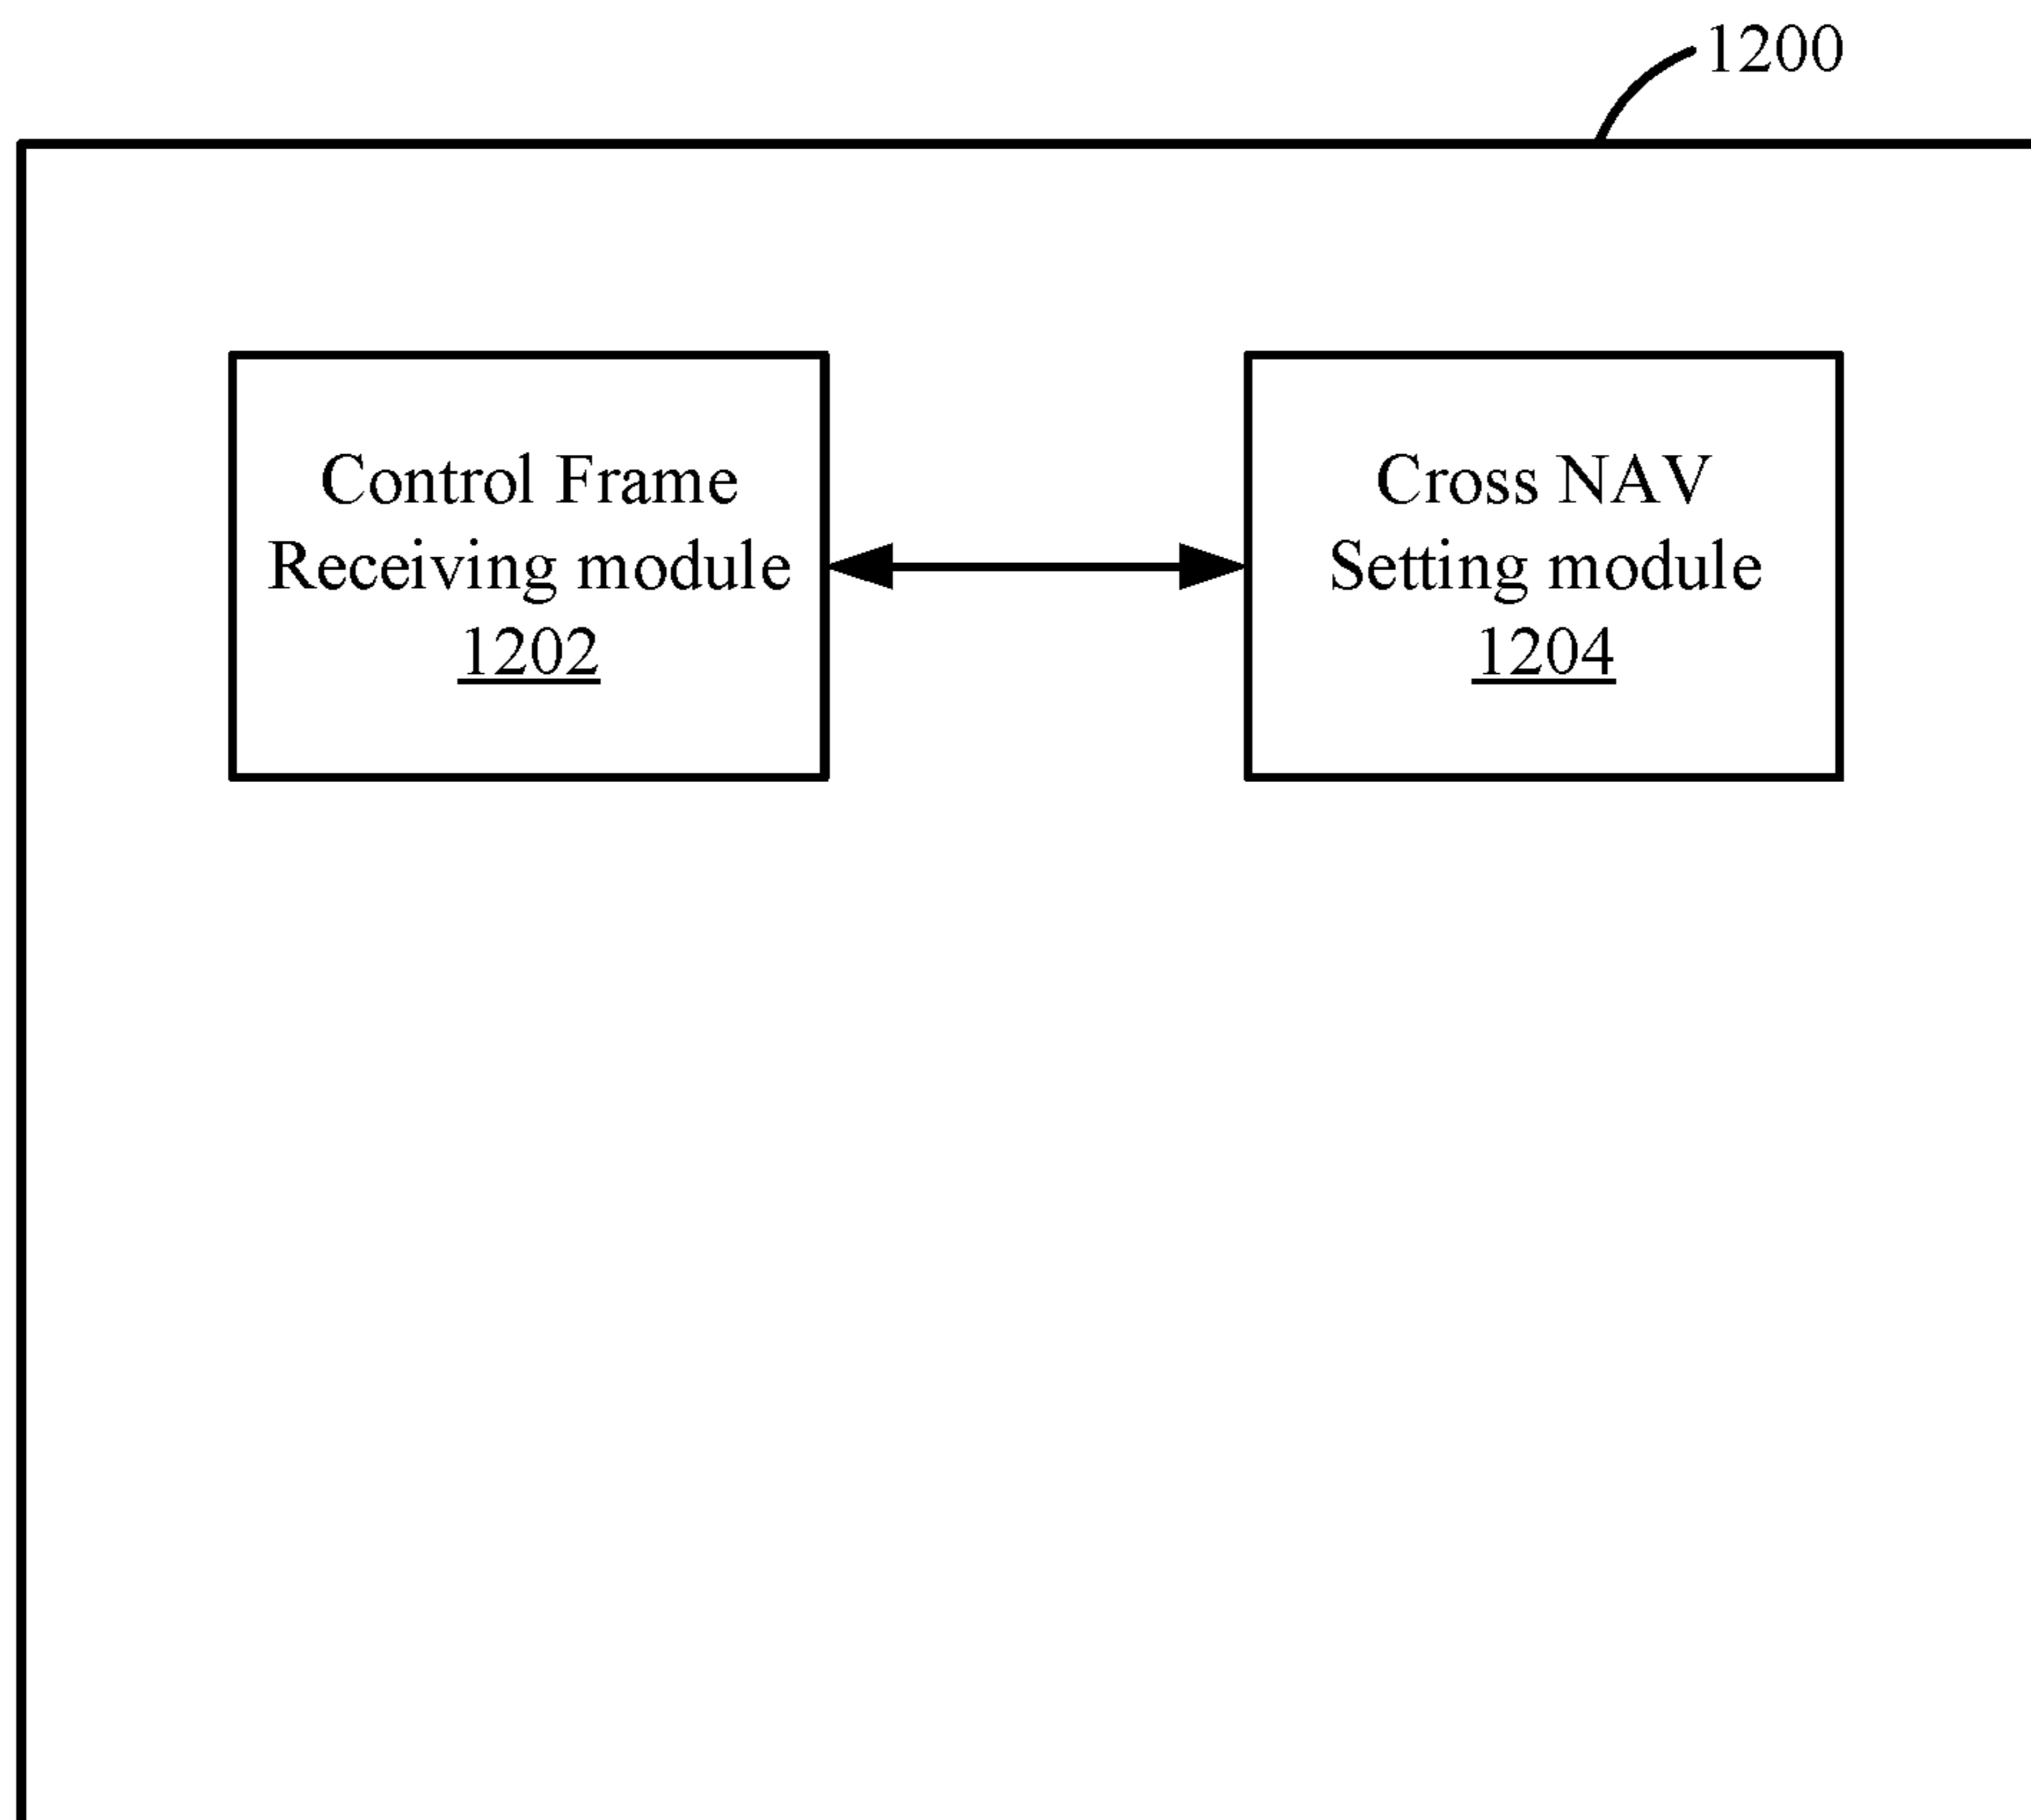 1200
Control Frame
Receiving module
1202
Cross NAV
Setting module
1204